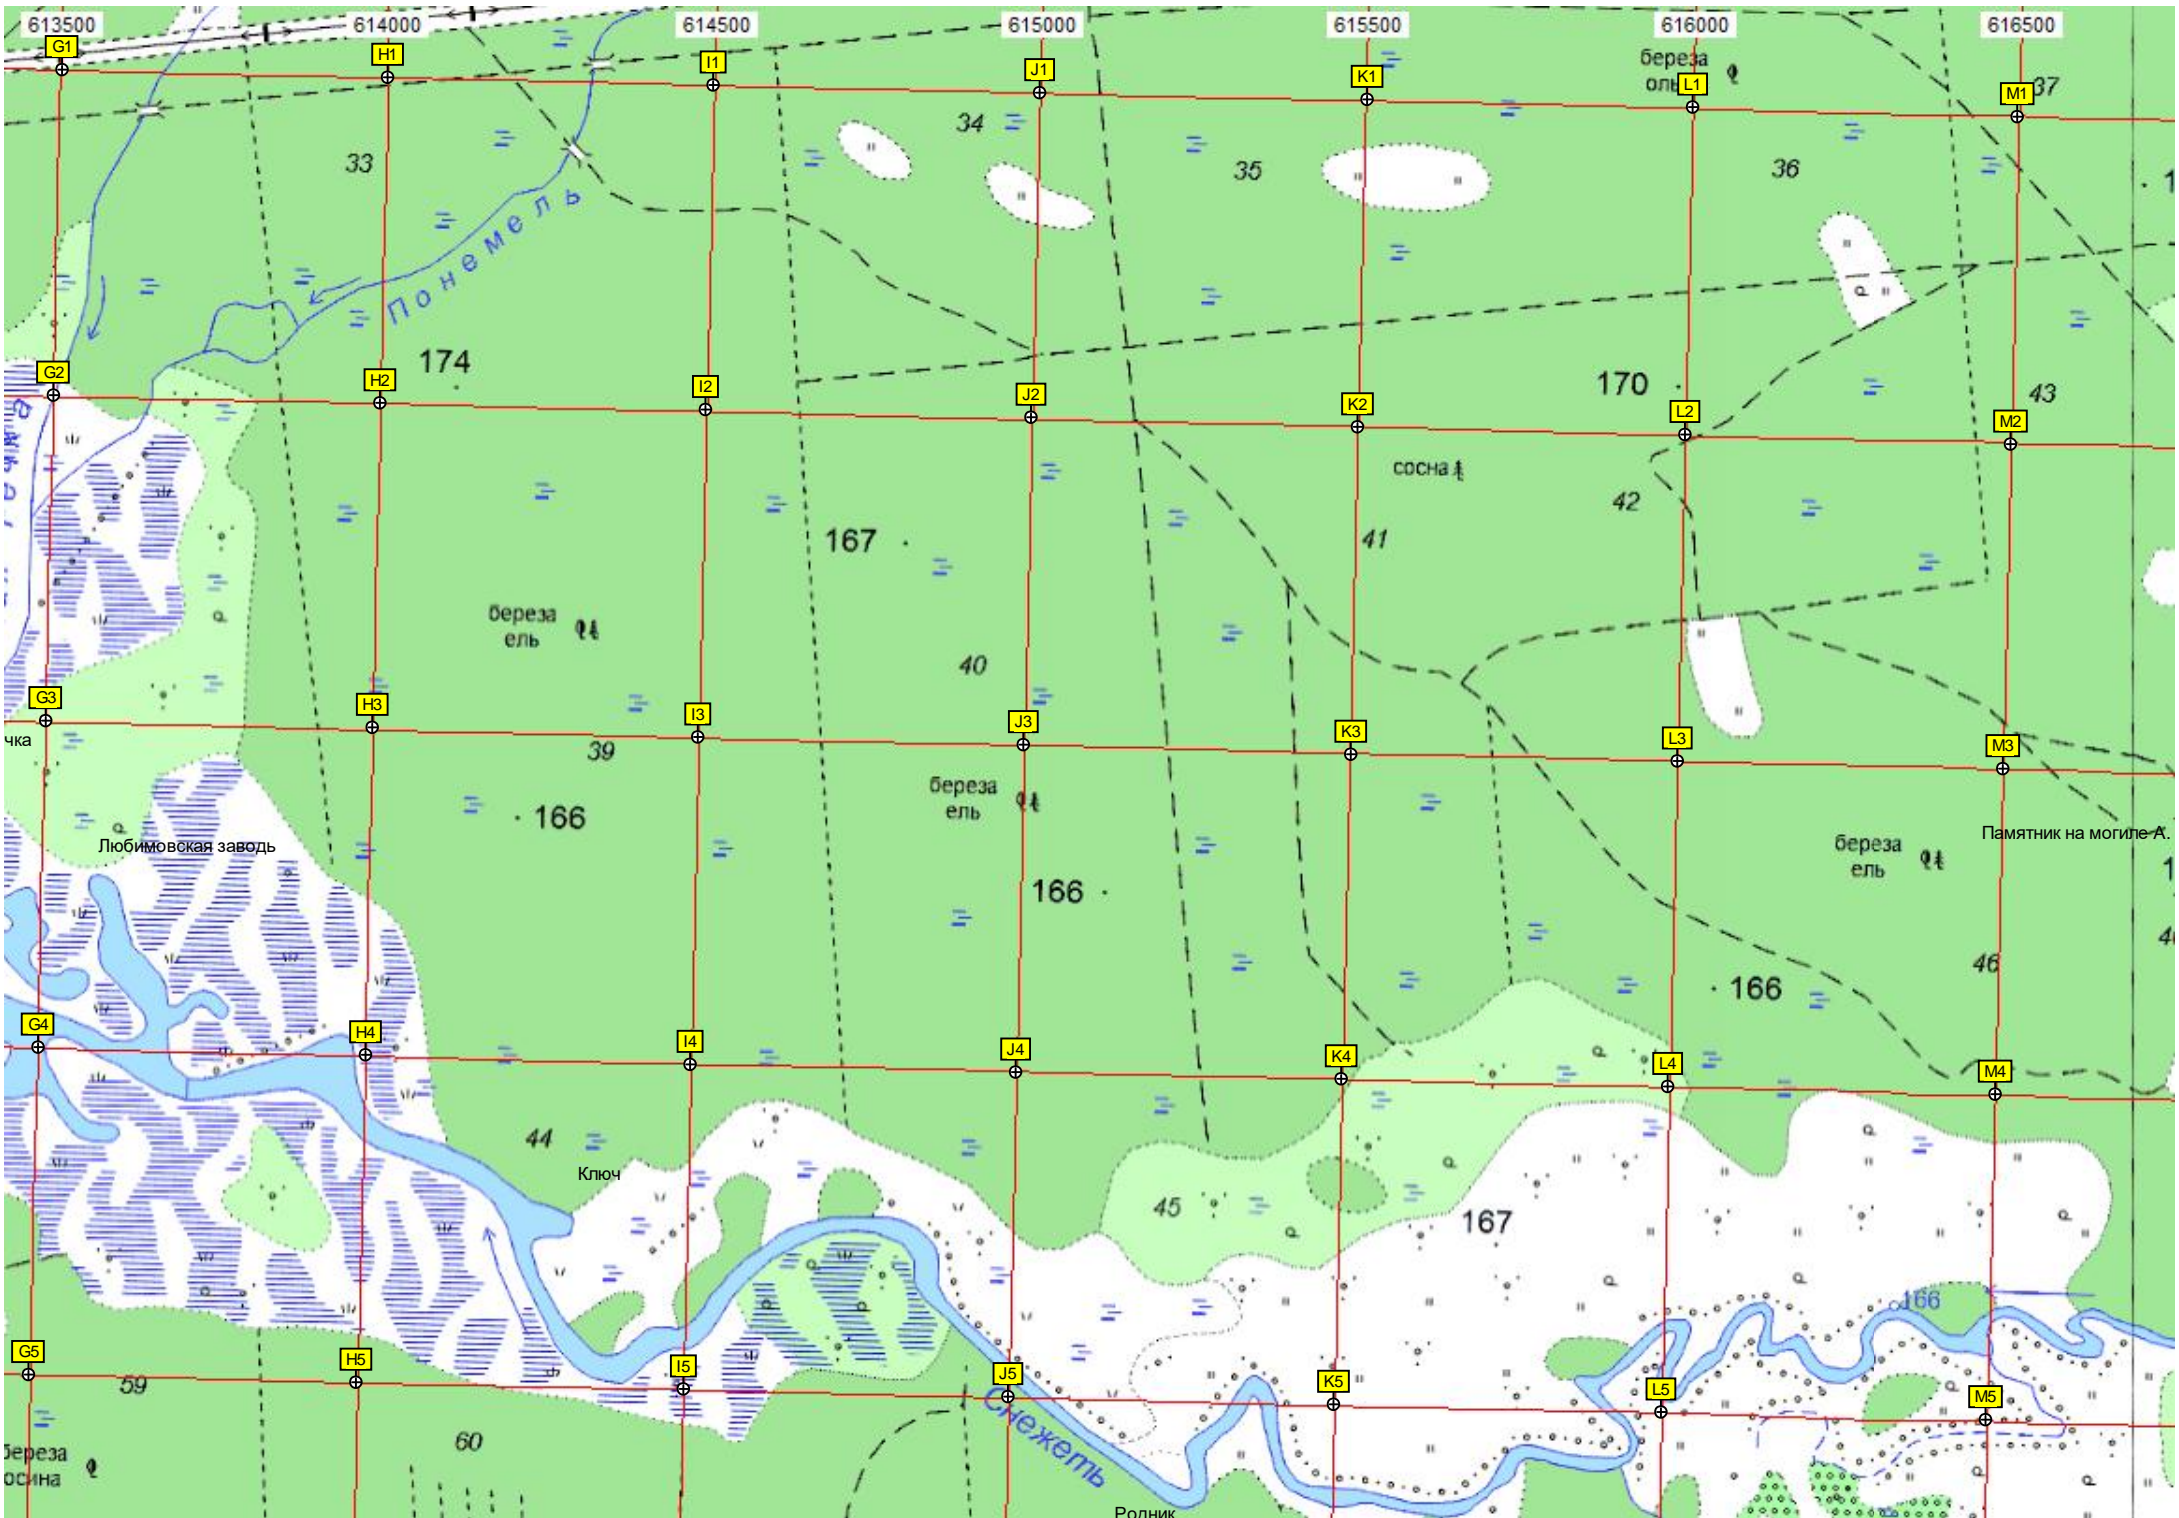 613500 614000 614500 615000 615500 616000 616500
G1 H1 I1 J1 K1 L1 M1
береза
37
33 34 35 36
Понемель
G2 H2 I2 J2 K2 L2 M2
174 170 43
сосна
42
167 41
береза
ель
40
G3 H3 I3 J3 K3 L3 M3
чка
39
береза
ель
166
Любимовская заводь
Памятник на могиле А.
береза
ель
166
46
166
G4 H4 I4 J4 K4 L4 M4
44
Ключ
45
167
166
G5 H5 I5 J5 K5 L5 M5
59
Снежеть
60
береза
осина
Родник